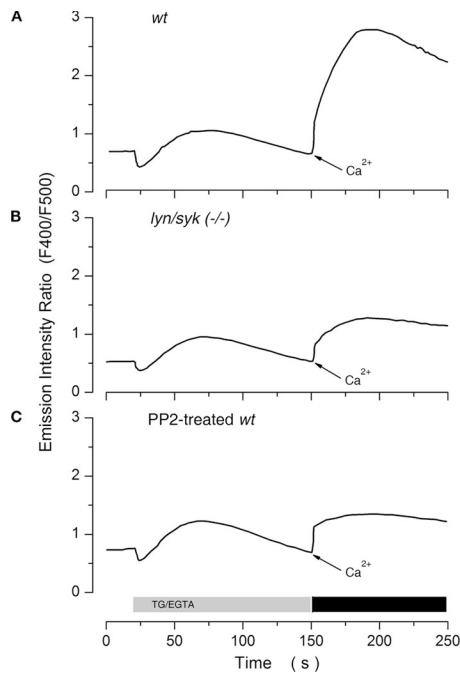 A
wt
3
2
1
0
Ca2+
B
lyn/syk (-/-)
3
2
1
0
Ca2+
C
PP2-treated wt
3
2
1
0
Ca2+
TG/EGTA
0 50 100 150 200 250
Time ( s )
Emission Intensity Ratio (F400/F500)